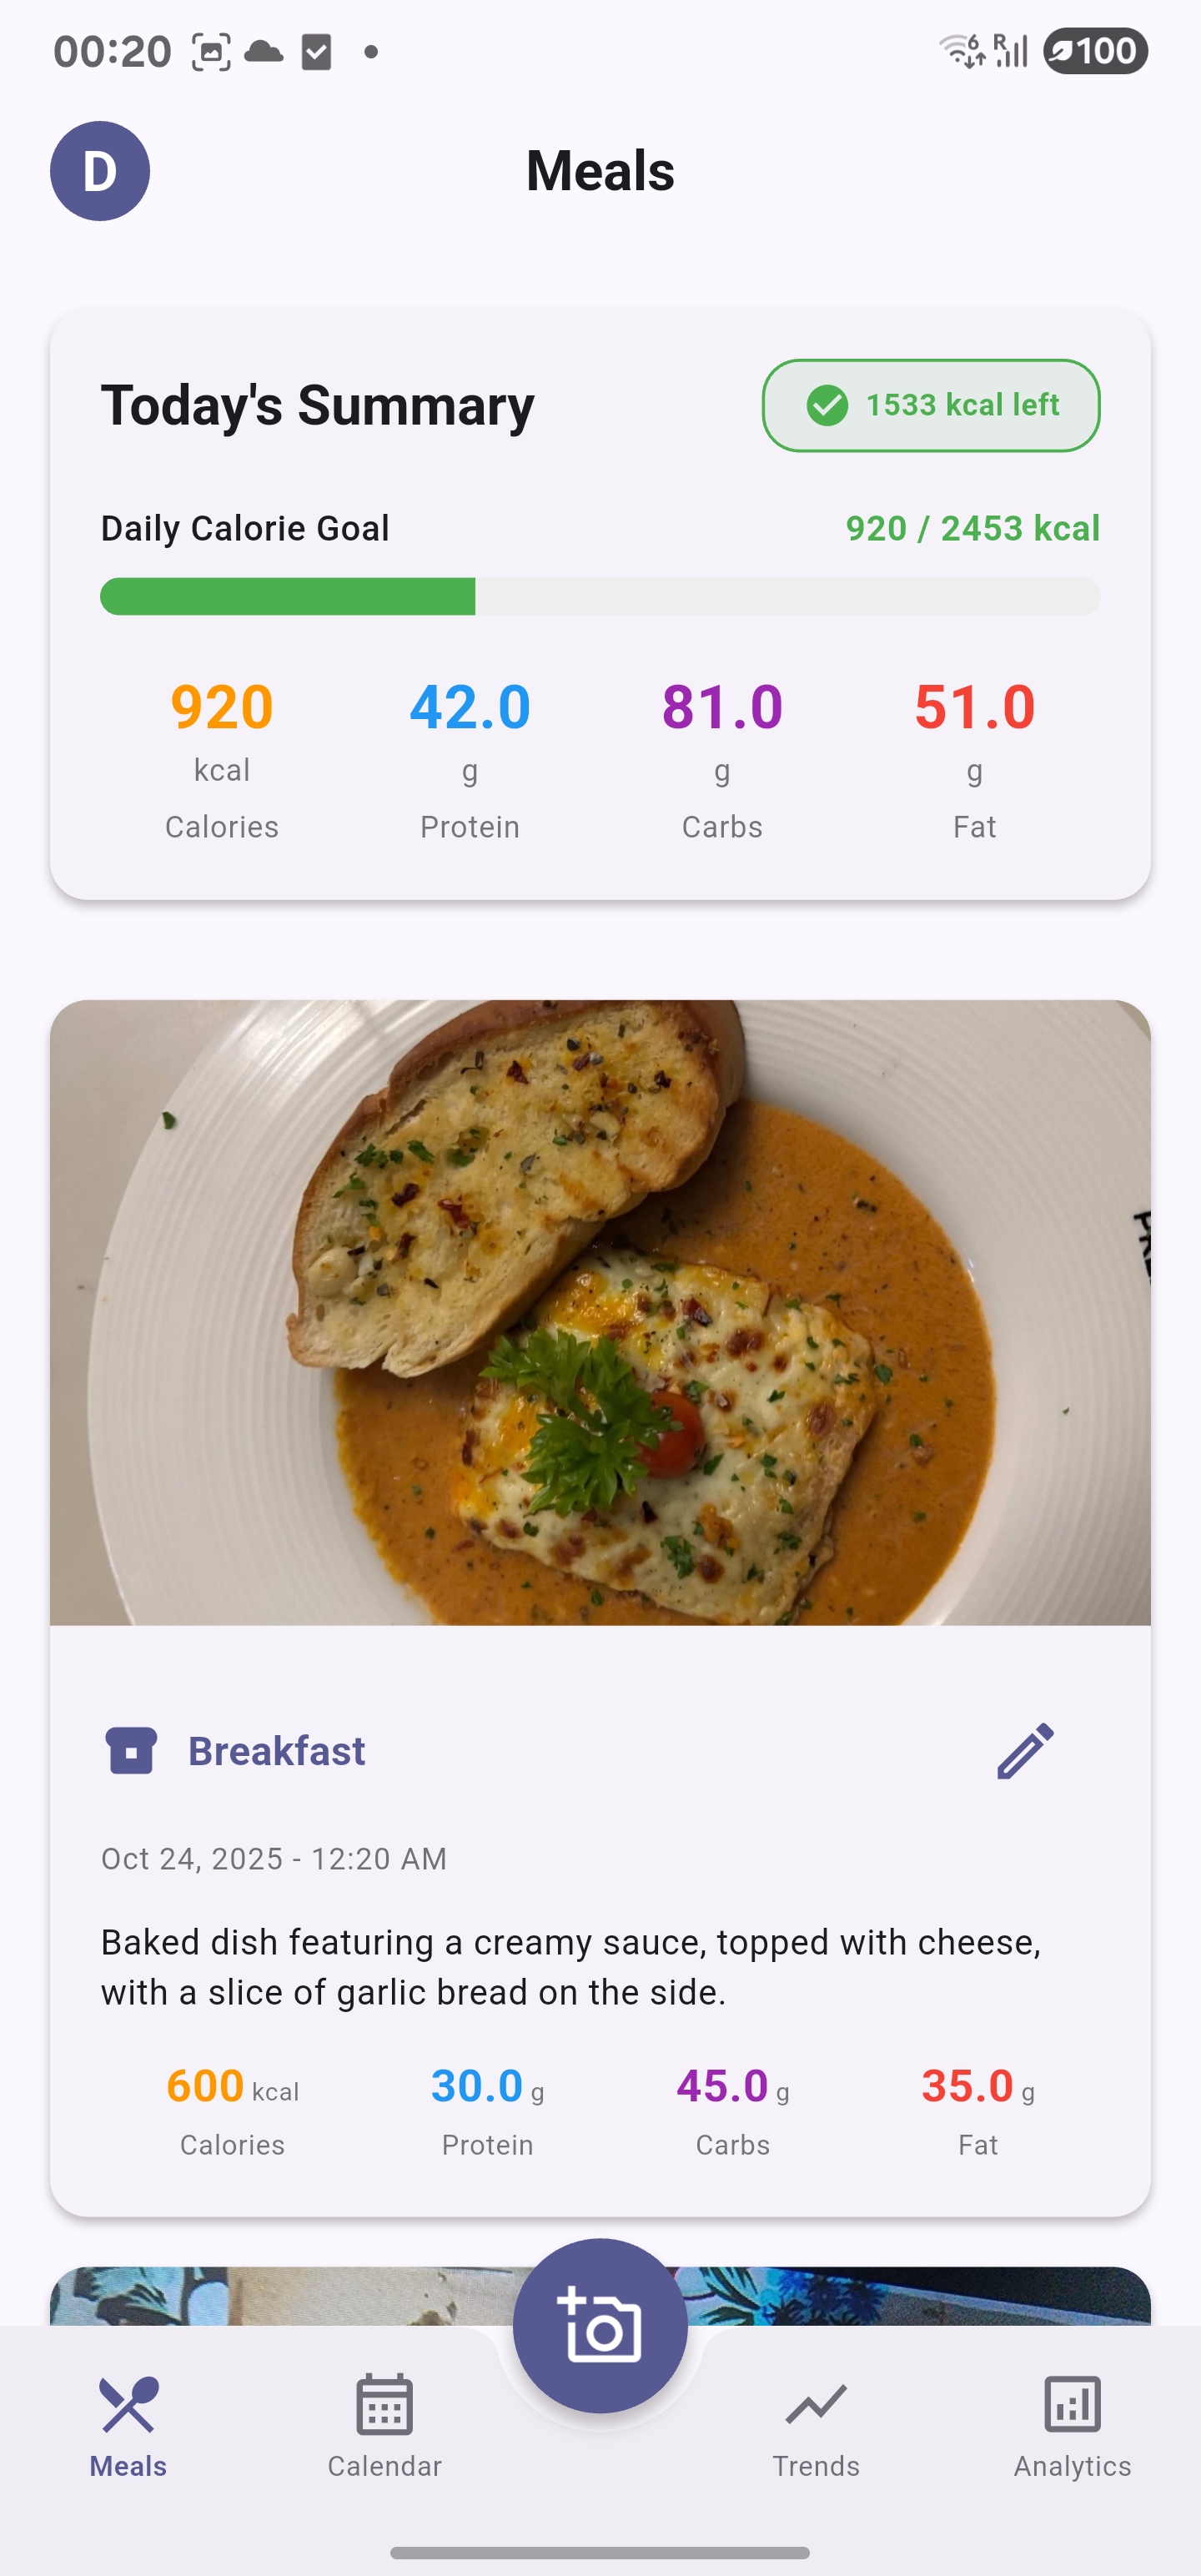 00:20
6 R 100
D
Meals
Today's Summary
1533 kcal left
Daily Calorie Goal
920 / 2453 kcal
920 42.0 81.0 51.0
kcal g g g
Calories Protein Carbs Fat
Breakfast
Oct 24, 2025 - 12:20 AM
Baked dish featuring a creamy sauce, topped with cheese,
with a slice of garlic bread on the side.
600 kcal 30.0 g 45.0 g 35.0 g
Calories Protein Carbs Fat
Meals Calendar Trends Analytics